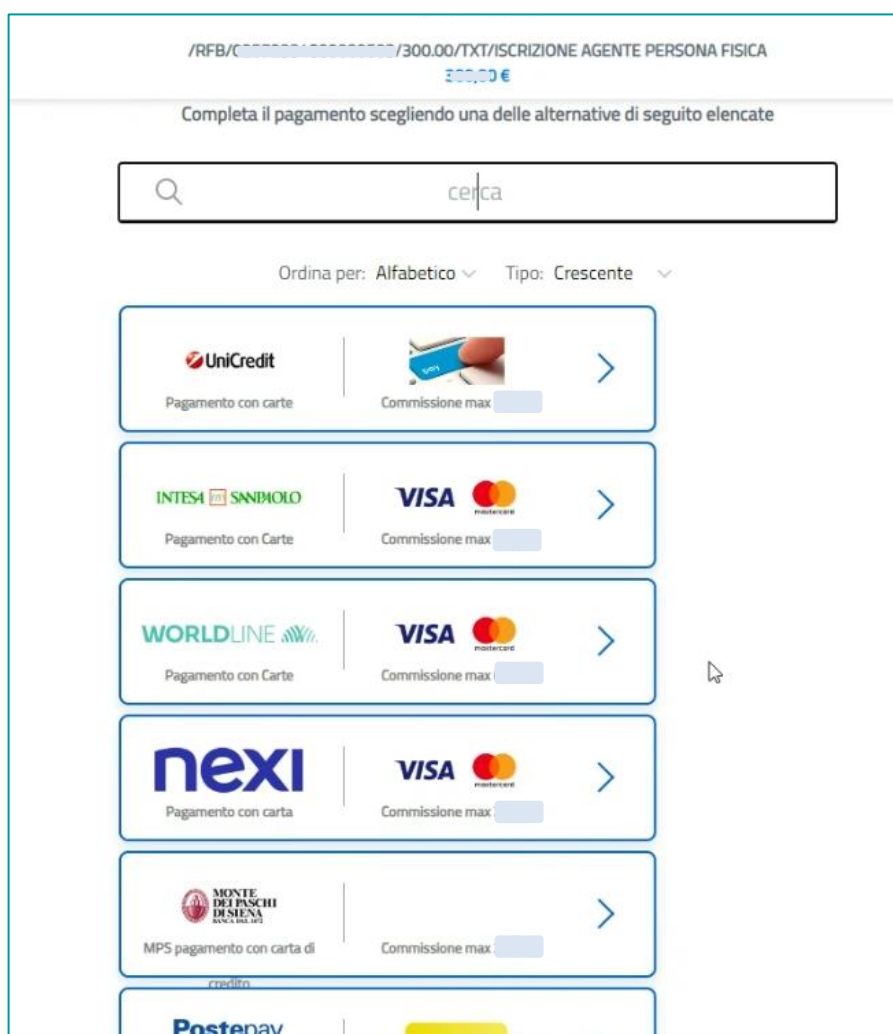 /RFB/ /300.00/TXT/ISCRIZIONE AGENTE PERSONA FISICA
€
Completa il pagamento scegliendo una delle alternative di seguito elencate
cerca
Ordina per: Alfabetico Tipo: Crescente
UniCredit
pay
Pagamento con carte Commissione max
INTESA SANPAOLO VISA mastercard
Pagamento con Carte Commissione max
WORLDLINE VISA mastercard
Pagamento con Carte Commissione max
nexi VISA mastercard
Pagamento con carta Commissione max
MONTE
DEI PASCHI
DI SIENA
BANCA DAL 1472
MPS pagamento con carta di Commissione max
credito
Postepay